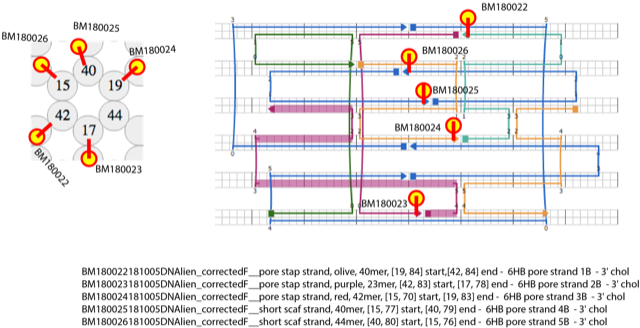 BM180026
BM180025
BM180024
40
15
19
42
44
17
BM180022
BM180023
BM180022
BM180026
BM180025
BM180024
BM180023
3
5
0
4
3
5
3
4
0
BM180022181005DNAlien_correctedF__pore stap strand, olive, 40mer, [19, 84] start,[42, 84] end - 6HB pore strand 1B - 3' chol
BM180023181005DNAlien_correctedF__pore stap strand, purple, 23mer, [42, 83] start, [17, 78] end - 6HB pore strand 2B - 3' chol
BM180024181005DNAlien_correctedF__pore stap strand, red, 42mer, [15, 70] start, [19, 83] end - 6HB pore strand 3B - 3' chol
BM180025181005DNAlien_correctedF__short scaf strand, 40mer, [15, 77] start, [40, 79] end - 6HB pore strand 4B - 3' chol
BM180026181005DNAlien_correctedF__short scaf strand, 44mer, [40, 80] start, [15, 76] end - 6HB pore strand 5B - 3' chol